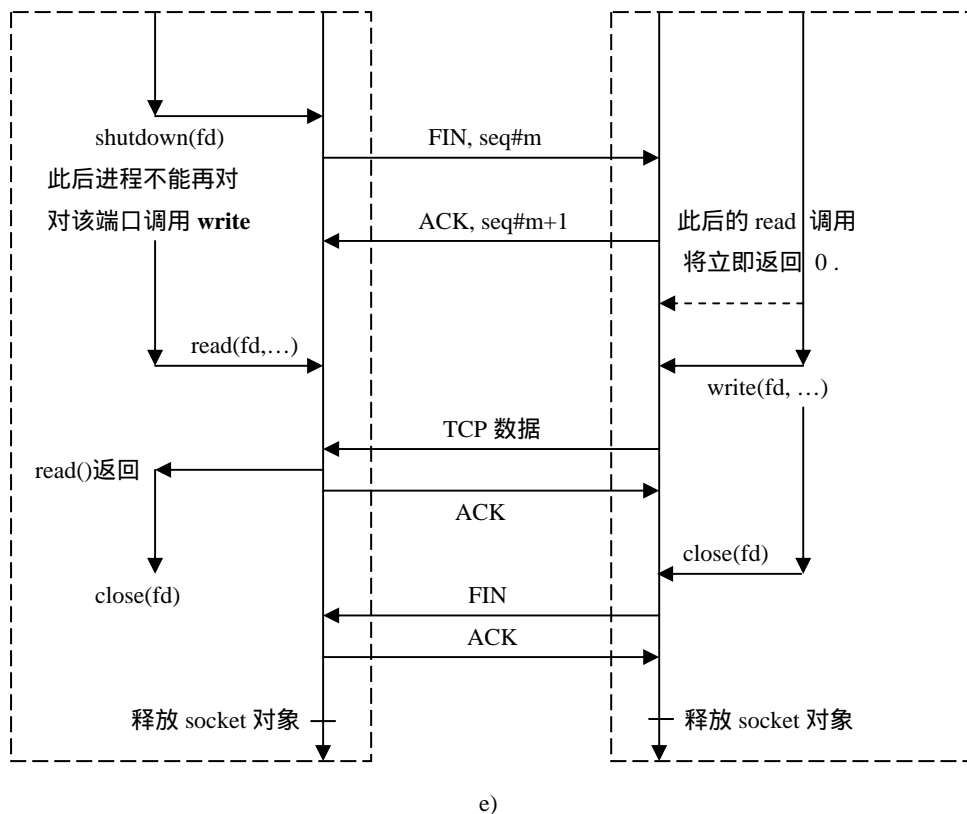 shutdown(fd)
FIN, seq#m
此后进程不能再对
对该端口调用 write
ACK, seq#m+1
此后的 read 调用
将立即返回 0 .
read(fd,…)
write(fd, …)
TCP 数据
read()返回
ACK
close(fd)
close(fd)
FIN
ACK
释放 socket 对象
释放 socket 对象
e)